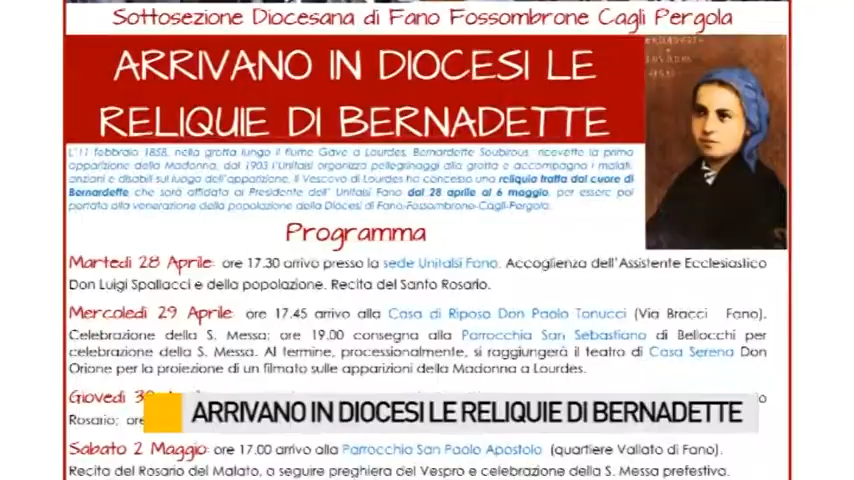 Sottosezione Diocesana di Fano Fossombrone Cagli Pergola
ARRIVANO IN DIOCESI LE
RELIQUIE DI BERNADETTE
L'11 febbraio 1858, nella grotta lungo il fiume Gave a Lourdes, Bernardette Soubirous, ricevette la prima
apparizione della Madonna, dal 1903 l'Unitalsi organizza pellegrinaggi alla grotta e accompagna i malati,
anziani e disabili sul luogo dell'apparizione. Il Vescovo di Lourdes ha concesso una reliquia tratta dal cuore di
Bernardette che sarà affidata al Presidente dell' Unitalsi Fano dal 28 aprile al 6 maggio, per essere poi
portata alla venerazione della popolazione della Diocesi di Fano-Fossombrone-Cagli-Pergola.
Programma
Martedì 28 Aprile: ore 17.30 arrivo presso la sede Unitalsi Fano. Accoglienza dell'Assistente Ecclesiastico
Don Luigi Spallacci e della popolazione. Recita del Santo Rosario.
Mercoledì 29 Aprile: ore 17.45 arrivo alla Casa di Riposo Don Paolo Tonucci (Via Bracci Fano).
Celebrazione della S. Messa; ore 19.00 consegna alla Parrocchia San Sebastiano di Bellocchi per
celebrazione della S. Messa. Al termine, processionalmente, si raggiungerà il teatro di Casa Serena Don
Orione per la proiezione di un filmato sulle apparizioni della Madonna a Lourdes.
Giovedì
Rosario; ore
ARRIVANO IN DIOCESI LE RELIQUIE DI BERNADETTE
Sabato 2 Maggio: ore 17.00 arrivo alla Parrocchia San Paolo Apostolo (quartiere Vallato di Fano).
Recita del Rosario del Malato, a seguire preghiera del Vespro e celebrazione della S. Messa prefestiva.